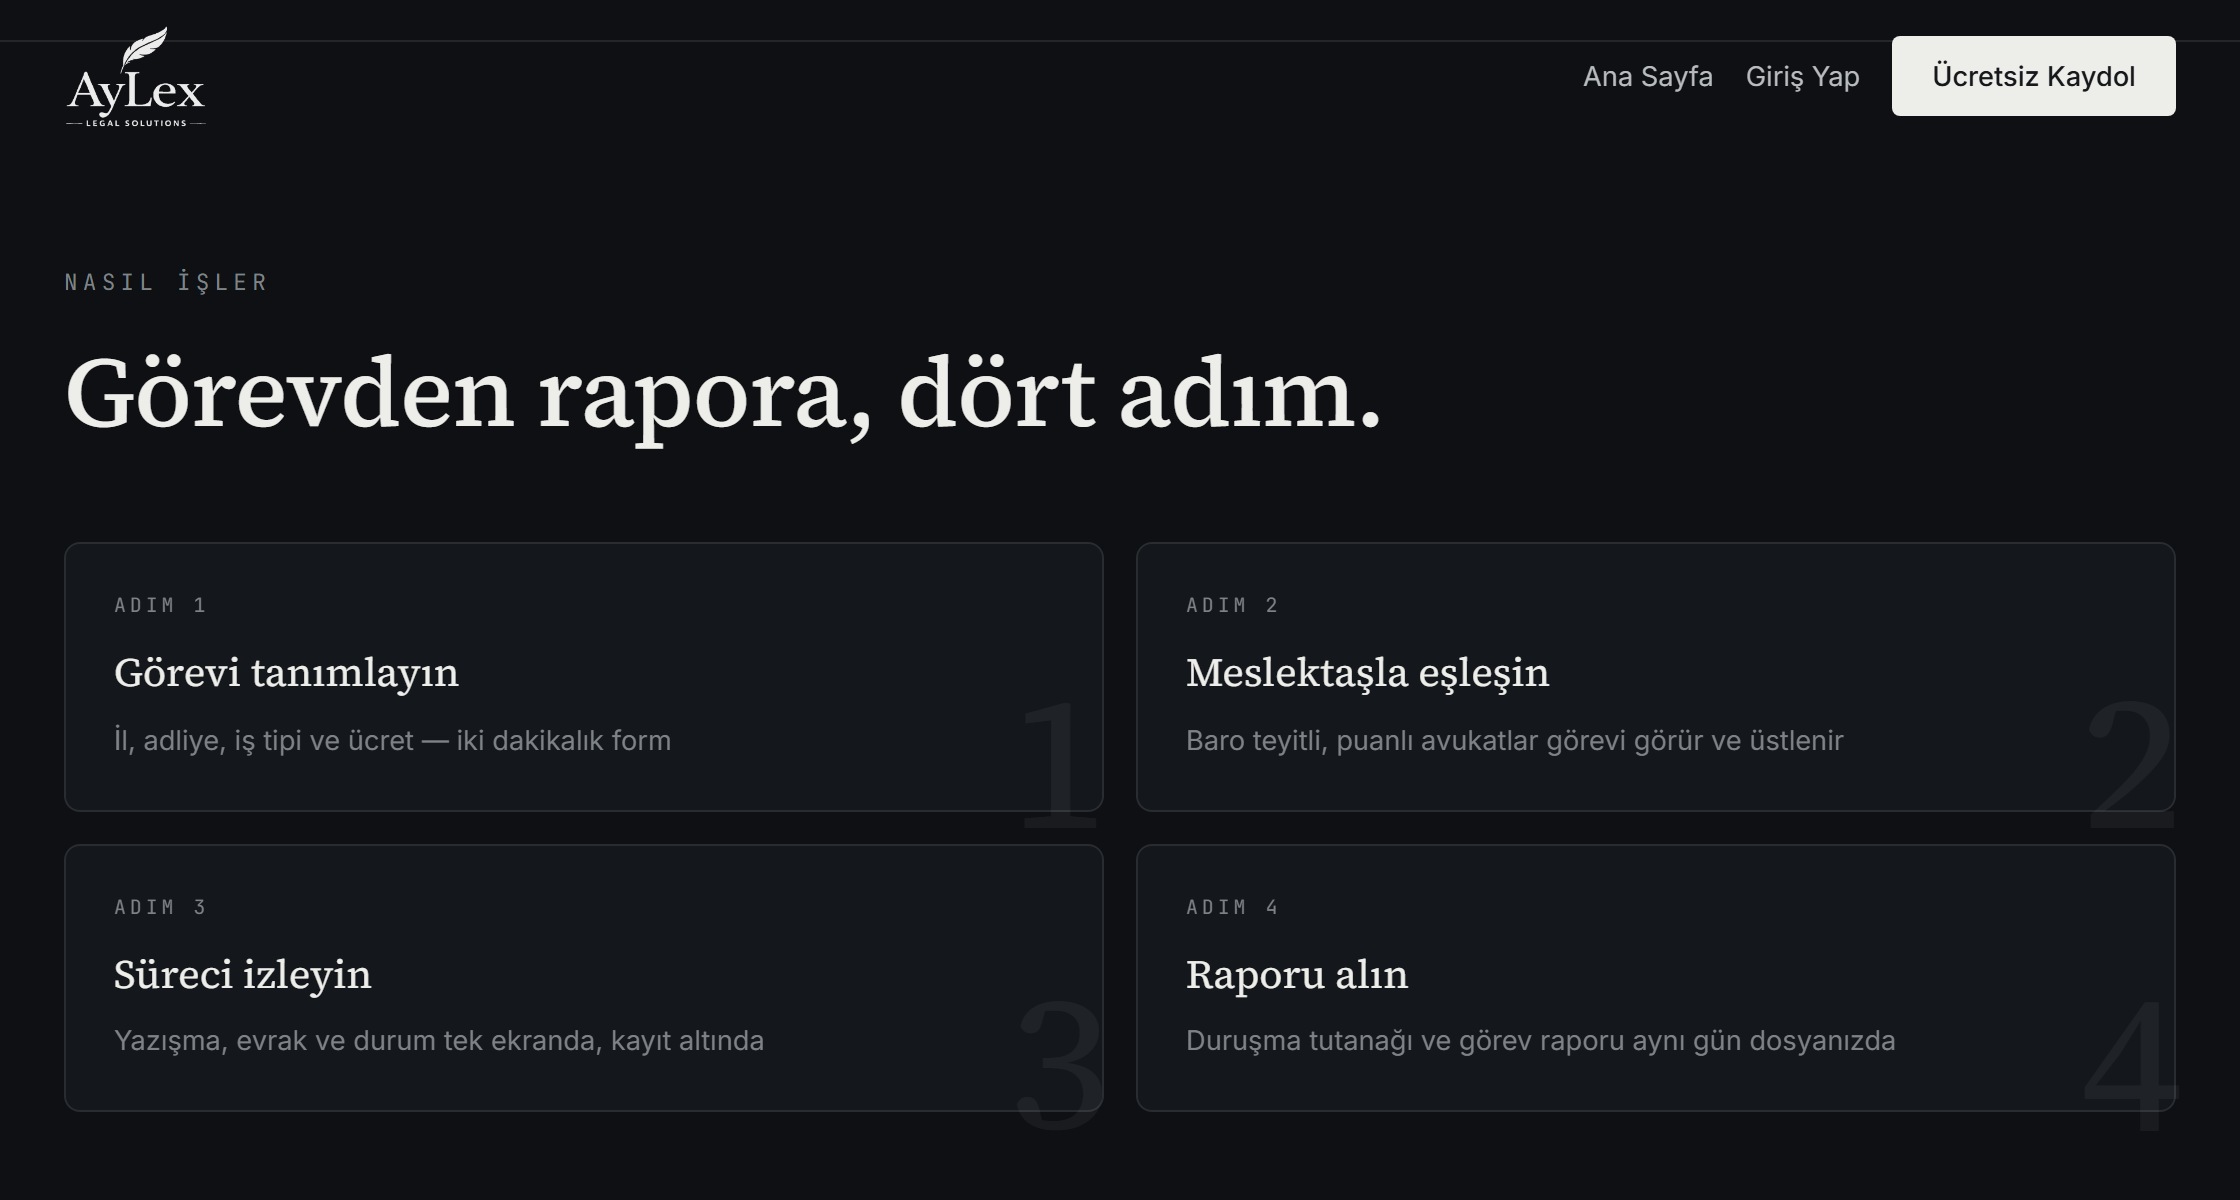 AyLex
LEGAL SOLUTIONS
Ana Sayfa
Giriş Yap
Ücretsiz Kaydol
NASIL İŞLER
Görevden rapora, dört adım.
ADIM 1
Görevi tanımlayın
İl, adliye, iş tipi ve ücret — iki dakikalık form
1
ADIM 2
Meslektaşla eşleşin
Baro teyitli, puanlı avukatlar görevi görür ve üstlenir
2
ADIM 3
Süreci izleyin
Yazışma, evrak ve durum tek ekranda, kayıt altında
3
ADIM 4
Raporu alın
Duruşma tutanağı ve görev raporu aynı gün dosyanızda
4